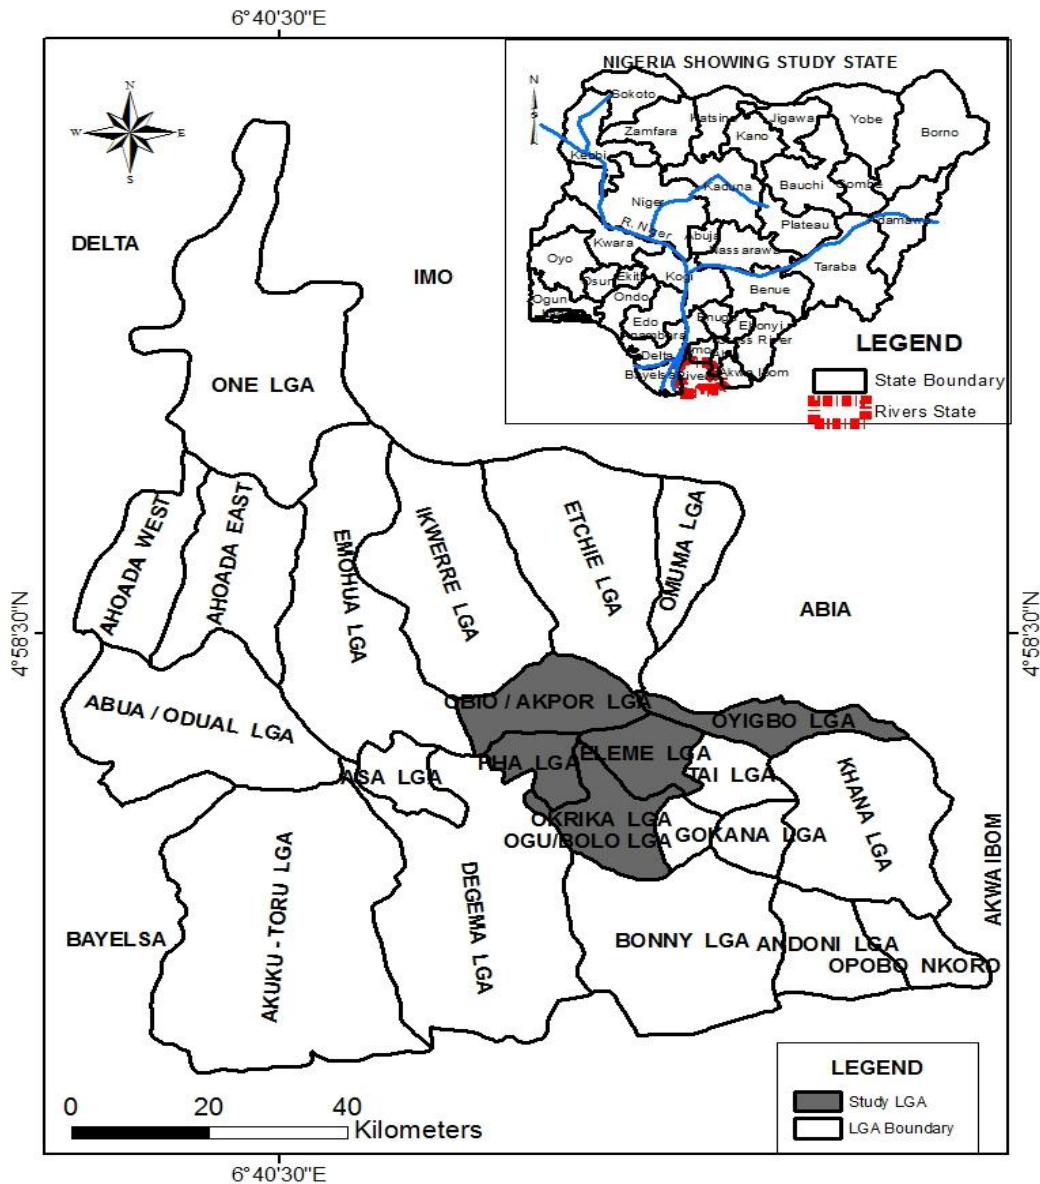 6°40'30"E
NIGERIA SHOWING STUDY STATE
N
S
Sokoto
Katsina
Jigawa
Yobe
Zamfara
Kano
Borno
Kebbi
Kaduna
Bauchi
Gombe
Niger
Plateau
Adamawa
R. Niger
Abuja
Kwara
Nassarawa
Oyo
Taraba
Ekiti
Kogi
Osun
Benue
Ondo
Ogun
Enugu
Edo
Ebonyi
Anambara
Cross River
Imo
Delta
Bayelsa
Rivers
Akwa Ibom
LEGEND
State Boundary
Rivers State
N
W E
S
DELTA
IMO
ONE LGA
AHOADA WEST
AHOADA EAST
EMOHUA LGA
IKWERRE LGA
ETCHIE LGA
OMUMA LGA
ABIA
4°58'30"N
4°58'30"N
OBIO / AKPOR LGA
OYIGBO LGA
ABUA / ODUAL LGA
ELEME LGA
PHA LGA
TAI LGA
ASA LGA
KHANA LGA
OKRIKA LGA
OGU/BOLO LGA
GOKANA LGA
AKWA IBOM
AKUKU - TORU LGA
DEGEMA LGA
BAYELSA
BONNY LGA
ANDONI LGA
OPOBO NKORO
LEGEND
Study LGA
LGA Boundary
0 20 40
Kilometers
6°40'30"E